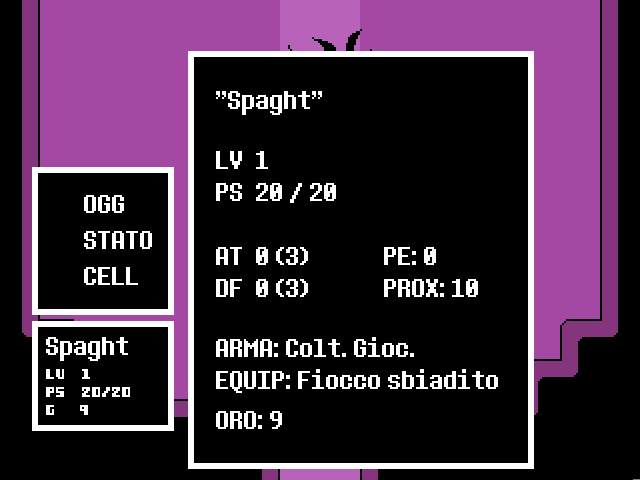 OGG
STATO
CELL
Spaght
LV 1
PS 20/20
G 9
"Spaght"
LV 1
PS 20 / 20
AT 0 (3) PE: 0
DF 0 (3) PROX: 10
ARMA: Colt. Gioc.
EQUIP: Fiocco sbiadito
ORO: 9